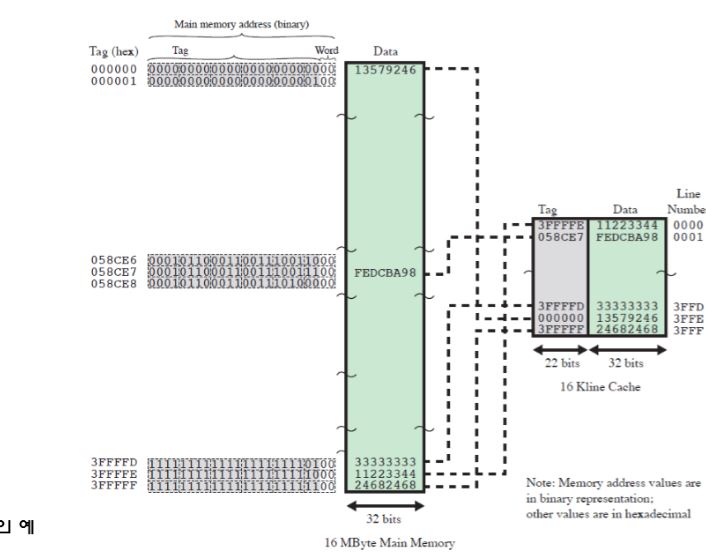 Main memory address (binary)
Tag (hex) Tag Word Data
000000 000000000000000000000000 13579246
000001 000000000000000000000100
Line
Tag Data Numbe
3FFFFE 11223344 0000
058CE7 FEDCBA98 0001
058CE6 000101100011001110011000
058CE7 000101100011001110011100 FEDCBA98
058CE8 000101100011001110100000
3FFFFD 33333333 3FFD
000000 13579246 3FFE
3FFFFF 24682468 3FFF
22 bits 32 bits
16 Kline Cache
3FFFFD 111111111111111111110100 33333333
3FFFFE 111111111111111111111000 11223344
3FFFFF 111111111111111111111100 24682468
Note: Memory address values are
in binary representation;
other values are in hexadecimal
32 bits
인 예
16 MByte Main Memory